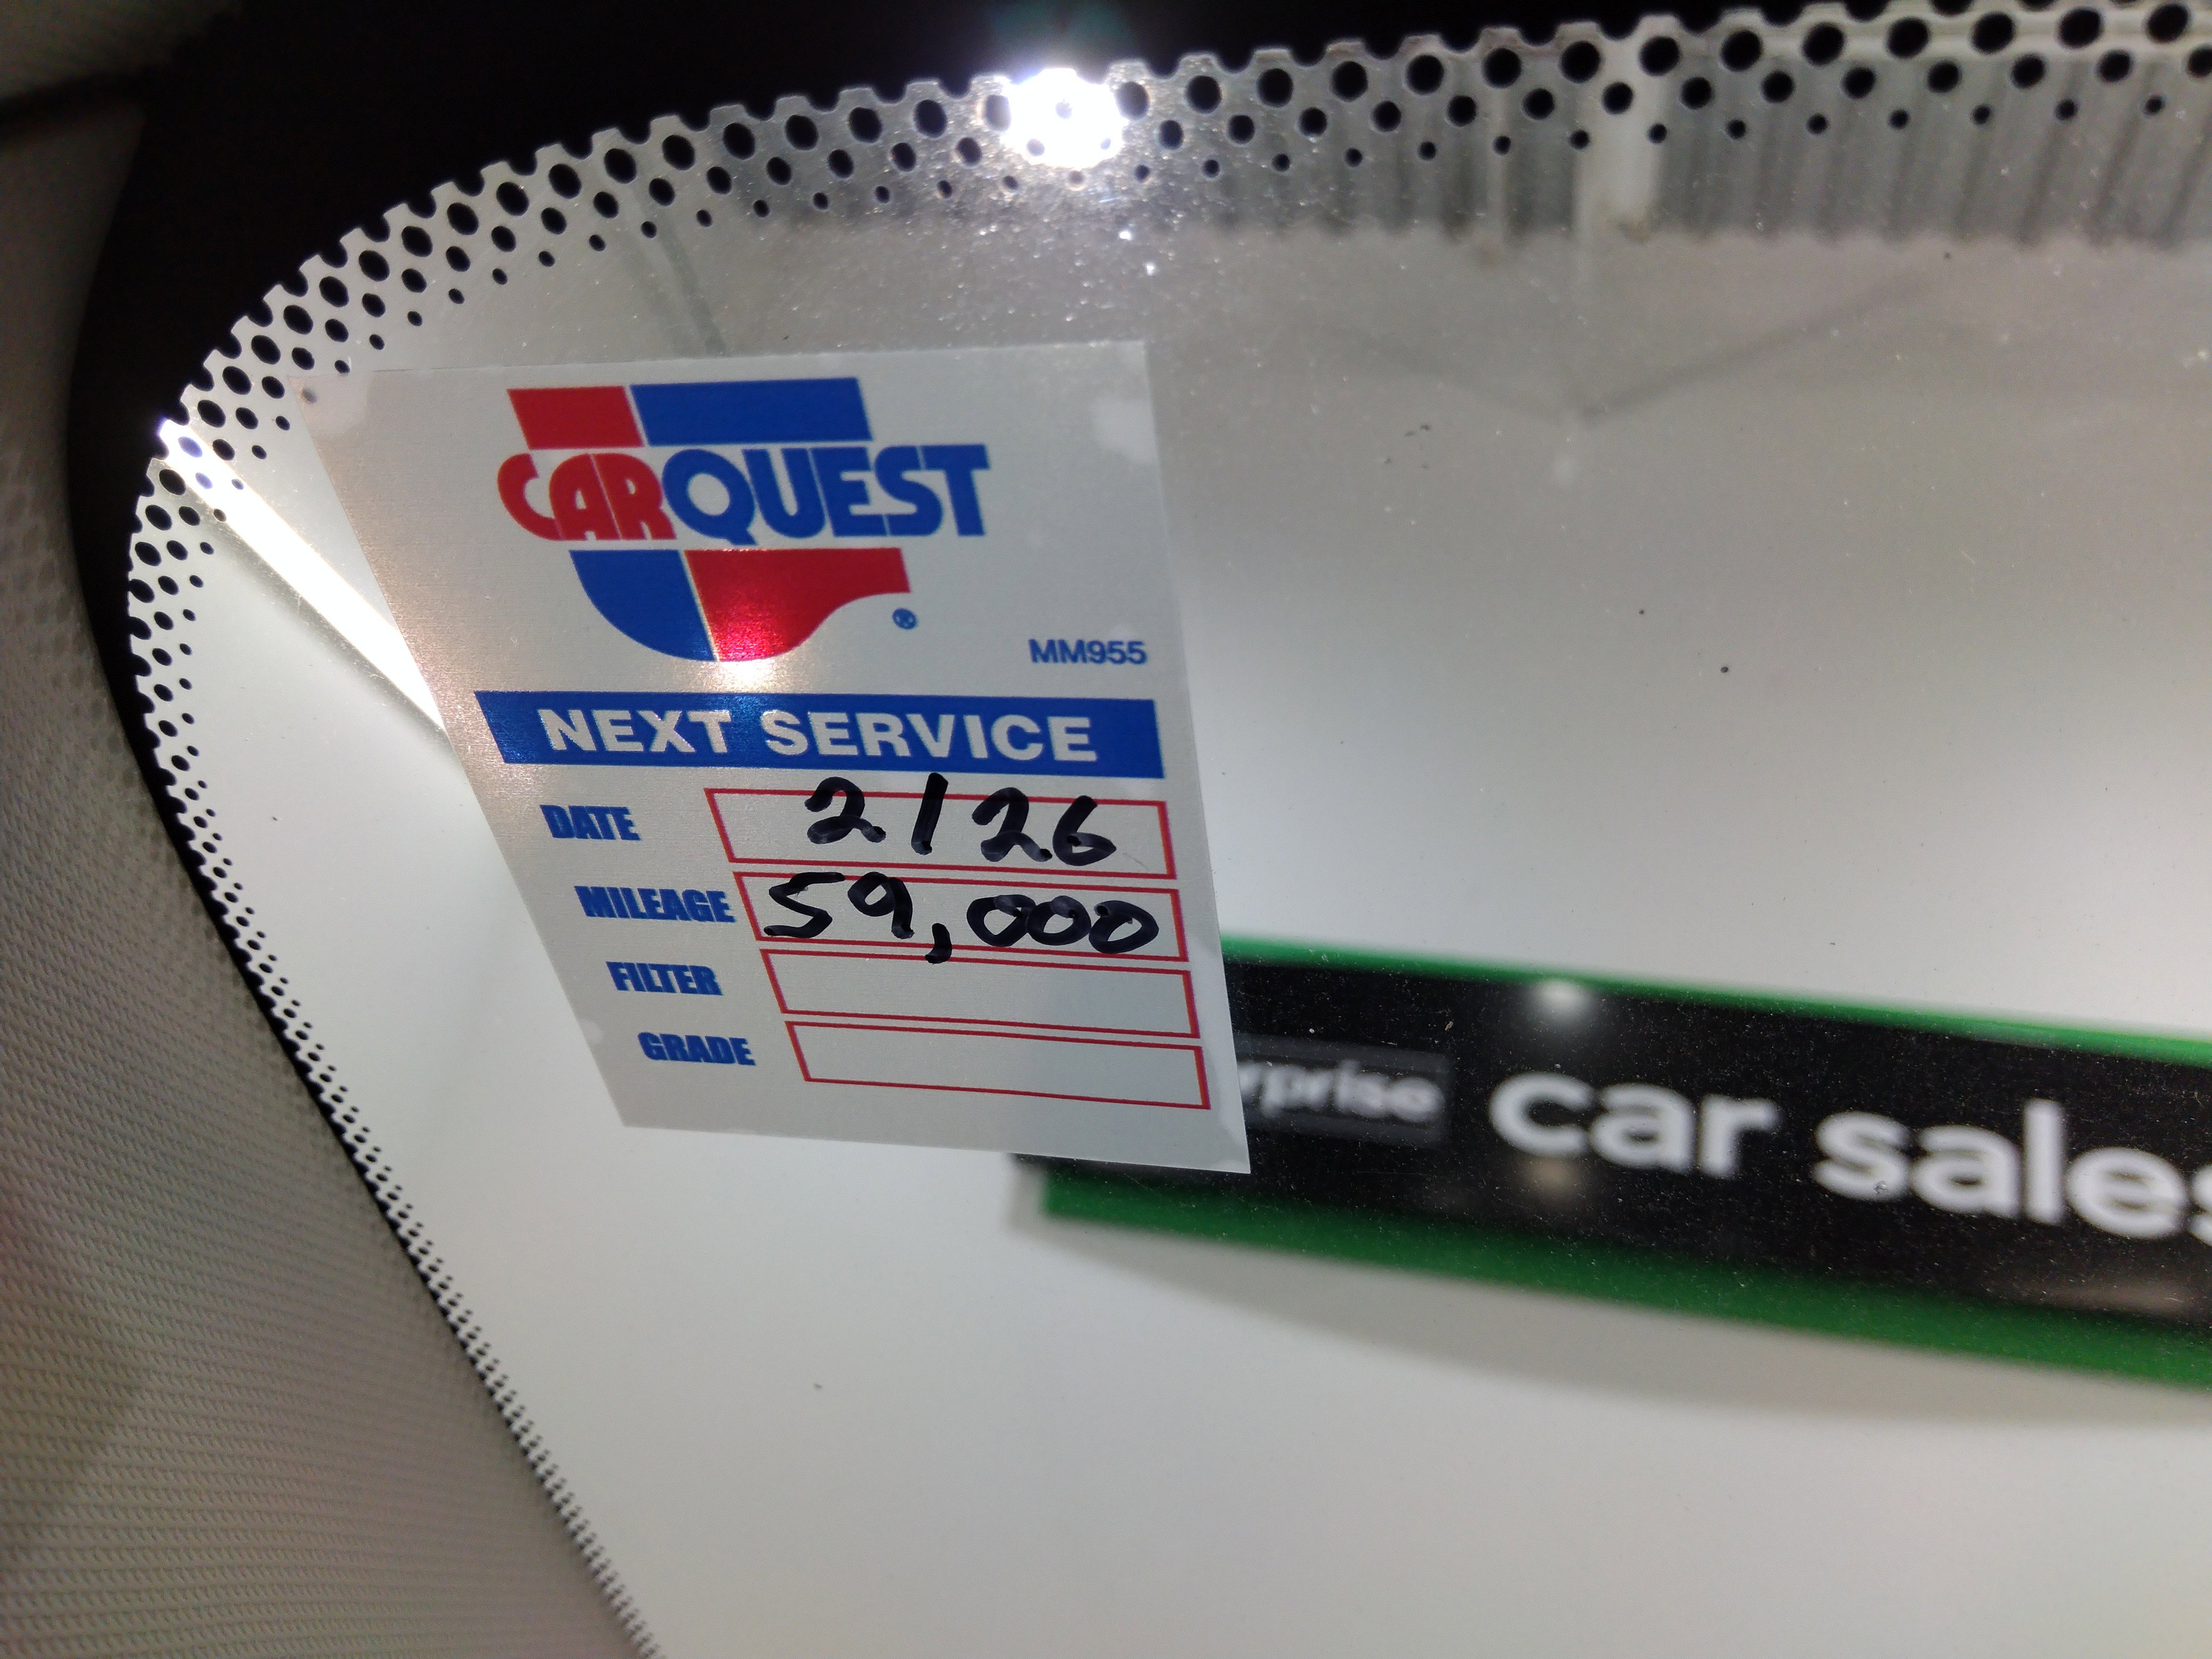 CARQUEST
®
MM955
NEXT SERVICE
DATE 2/26
MILEAGE 59,000
FILTER
GRADE
rprise car sales